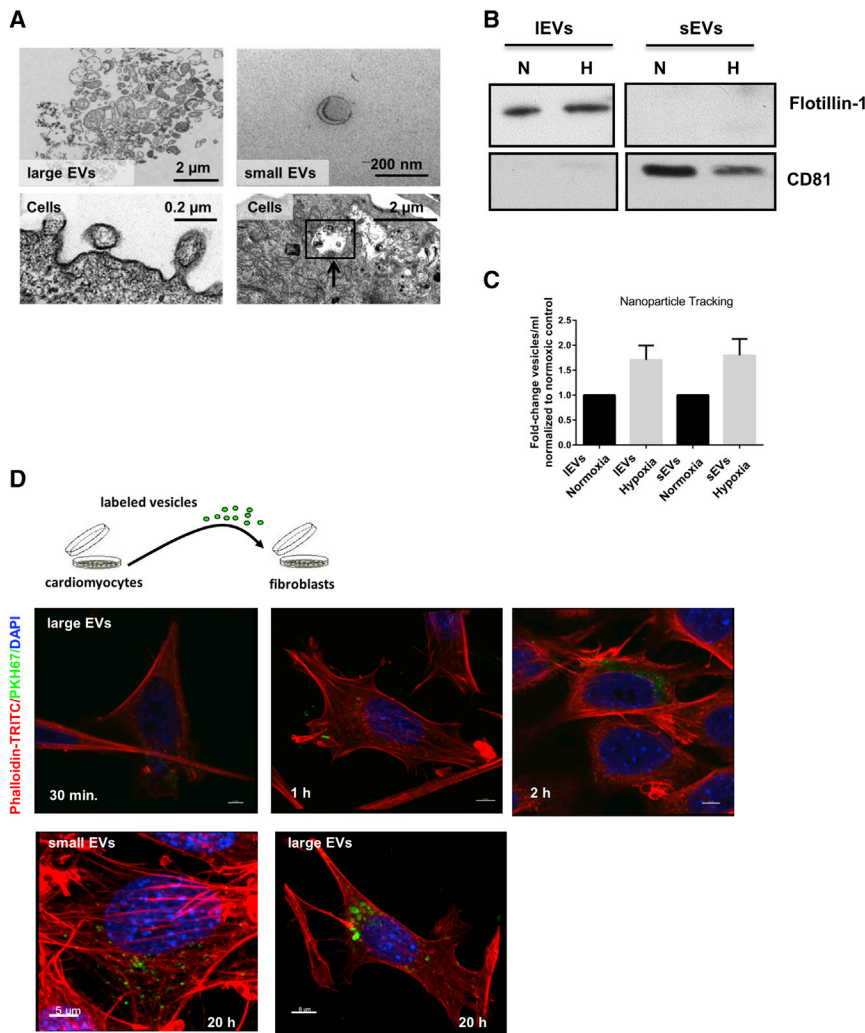 A
large EVs
2 µm
small EVs
200 nm
Cells
0.2 µm
Cells
2 µm
B
lEVs
sEVs
N
H
N
H
Flotillin-1
CD81
C
Nanoparticle Tracking
Fold-change vesicles/ml
normalized to normoxic control
2.5
2.0
1.5
1.0
0.5
0.0
lEVs
Normoxia
lEVs
Hypoxia
sEVs
Normoxia
sEVs
Hypoxia
D
labeled vesicles
cardiomyocytes
fibroblasts
Phalloidin-TRITC/PKH67/DAPI
large EVs
30 min.
1 h
2 h
small EVs
5 µm
20 h
large EVs
20 h